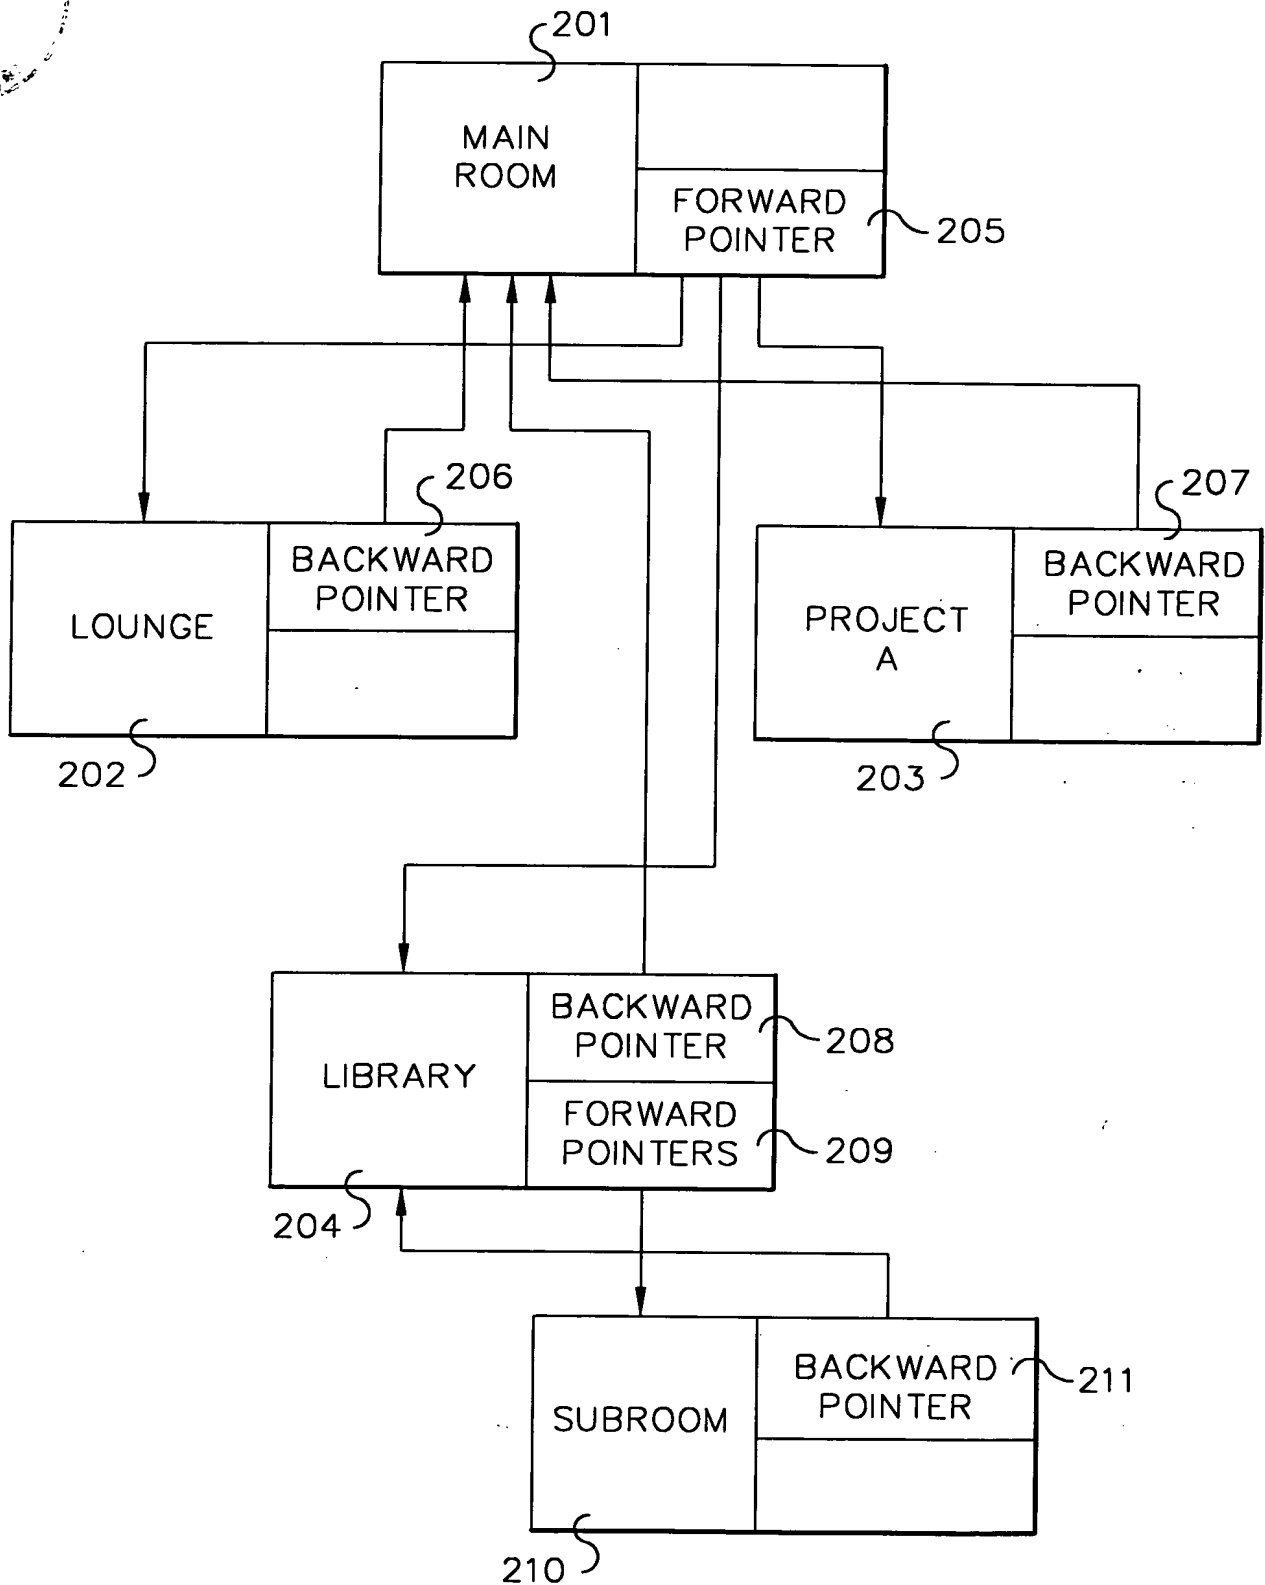 201
MAIN
ROOM
FORWARD
POINTER
205
206
207
LOUNGE
BACKWARD
POINTER
PROJECT
A
BACKWARD
POINTER
202
203
LIBRARY
BACKWARD
POINTER
208
FORWARD
POINTERS
209
204
SUBROOM
BACKWARD
POINTER
211
210